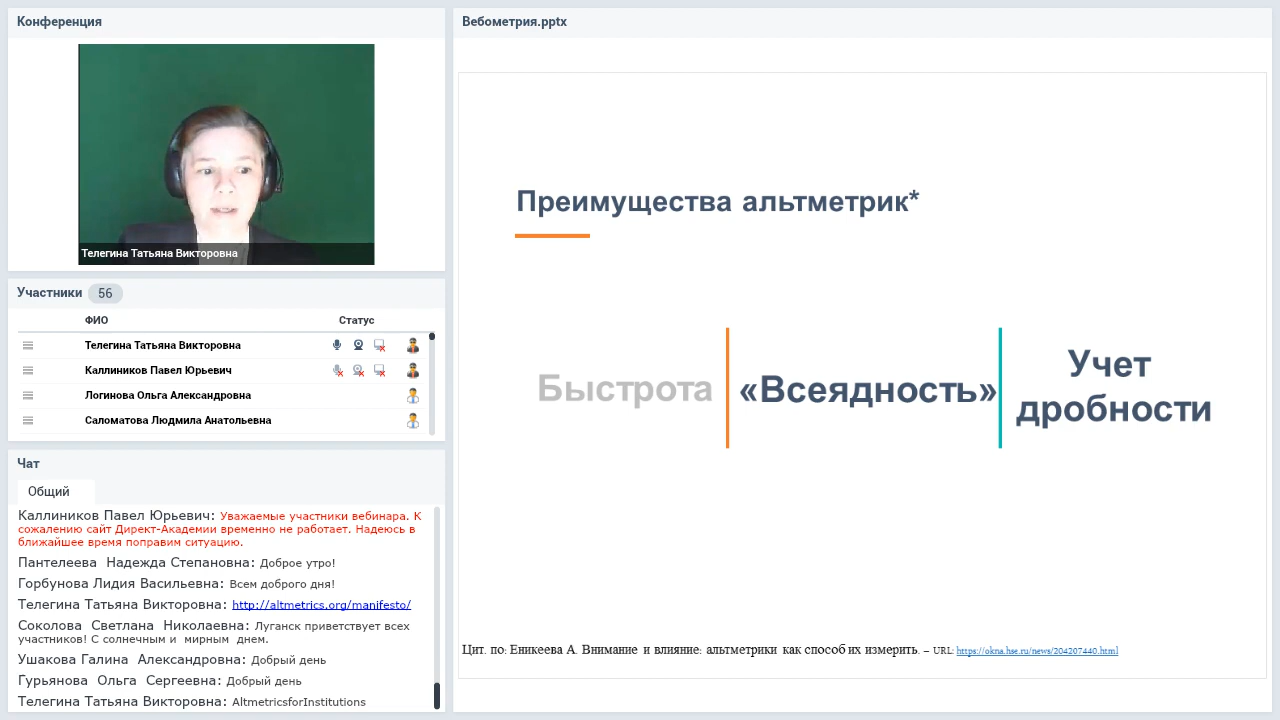 Конференция
Телегина Татьяна Викторовна
Участники 56
ФИО Статус
Телегина Татьяна Викторовна
Каллиников Павел Юрьевич
Логинова Ольга Александровна
Саломатова Людмила Анатольевна
Чат
Общий
Каллиников Павел Юрьевич: Уважаемые участники вебинара. К
сожалению сайт Директ-Академии временно не работает. Надеюсь в
ближайшее время поправим ситуацию.
Пантелеева Надежда Степановна: Доброе утро!
Горбунова Лидия Васильевна: Всем доброго дня!
Телегина Татьяна Викторовна: http://altmetrics.org/manifesto/
Соколова Светлана Николаевна: Луганск приветствует всех
участников! С солнечным и мирным днем.
Ушакова Галина Александровна: Добрый день
Гурьянова Ольга Сергеевна: Добрый день
Телегина Татьяна Викторовна: AltmetricsforInstitutions
Вебометрия.pptx
Преимущества альтметрик*
Быстрота
«Всеядность»
Учет
дробности
Цит. по: Еникеева А. Внимание и влияние: альтметрики как способ их измерить. – URL: https://okna.hse.ru/news/204207440.html